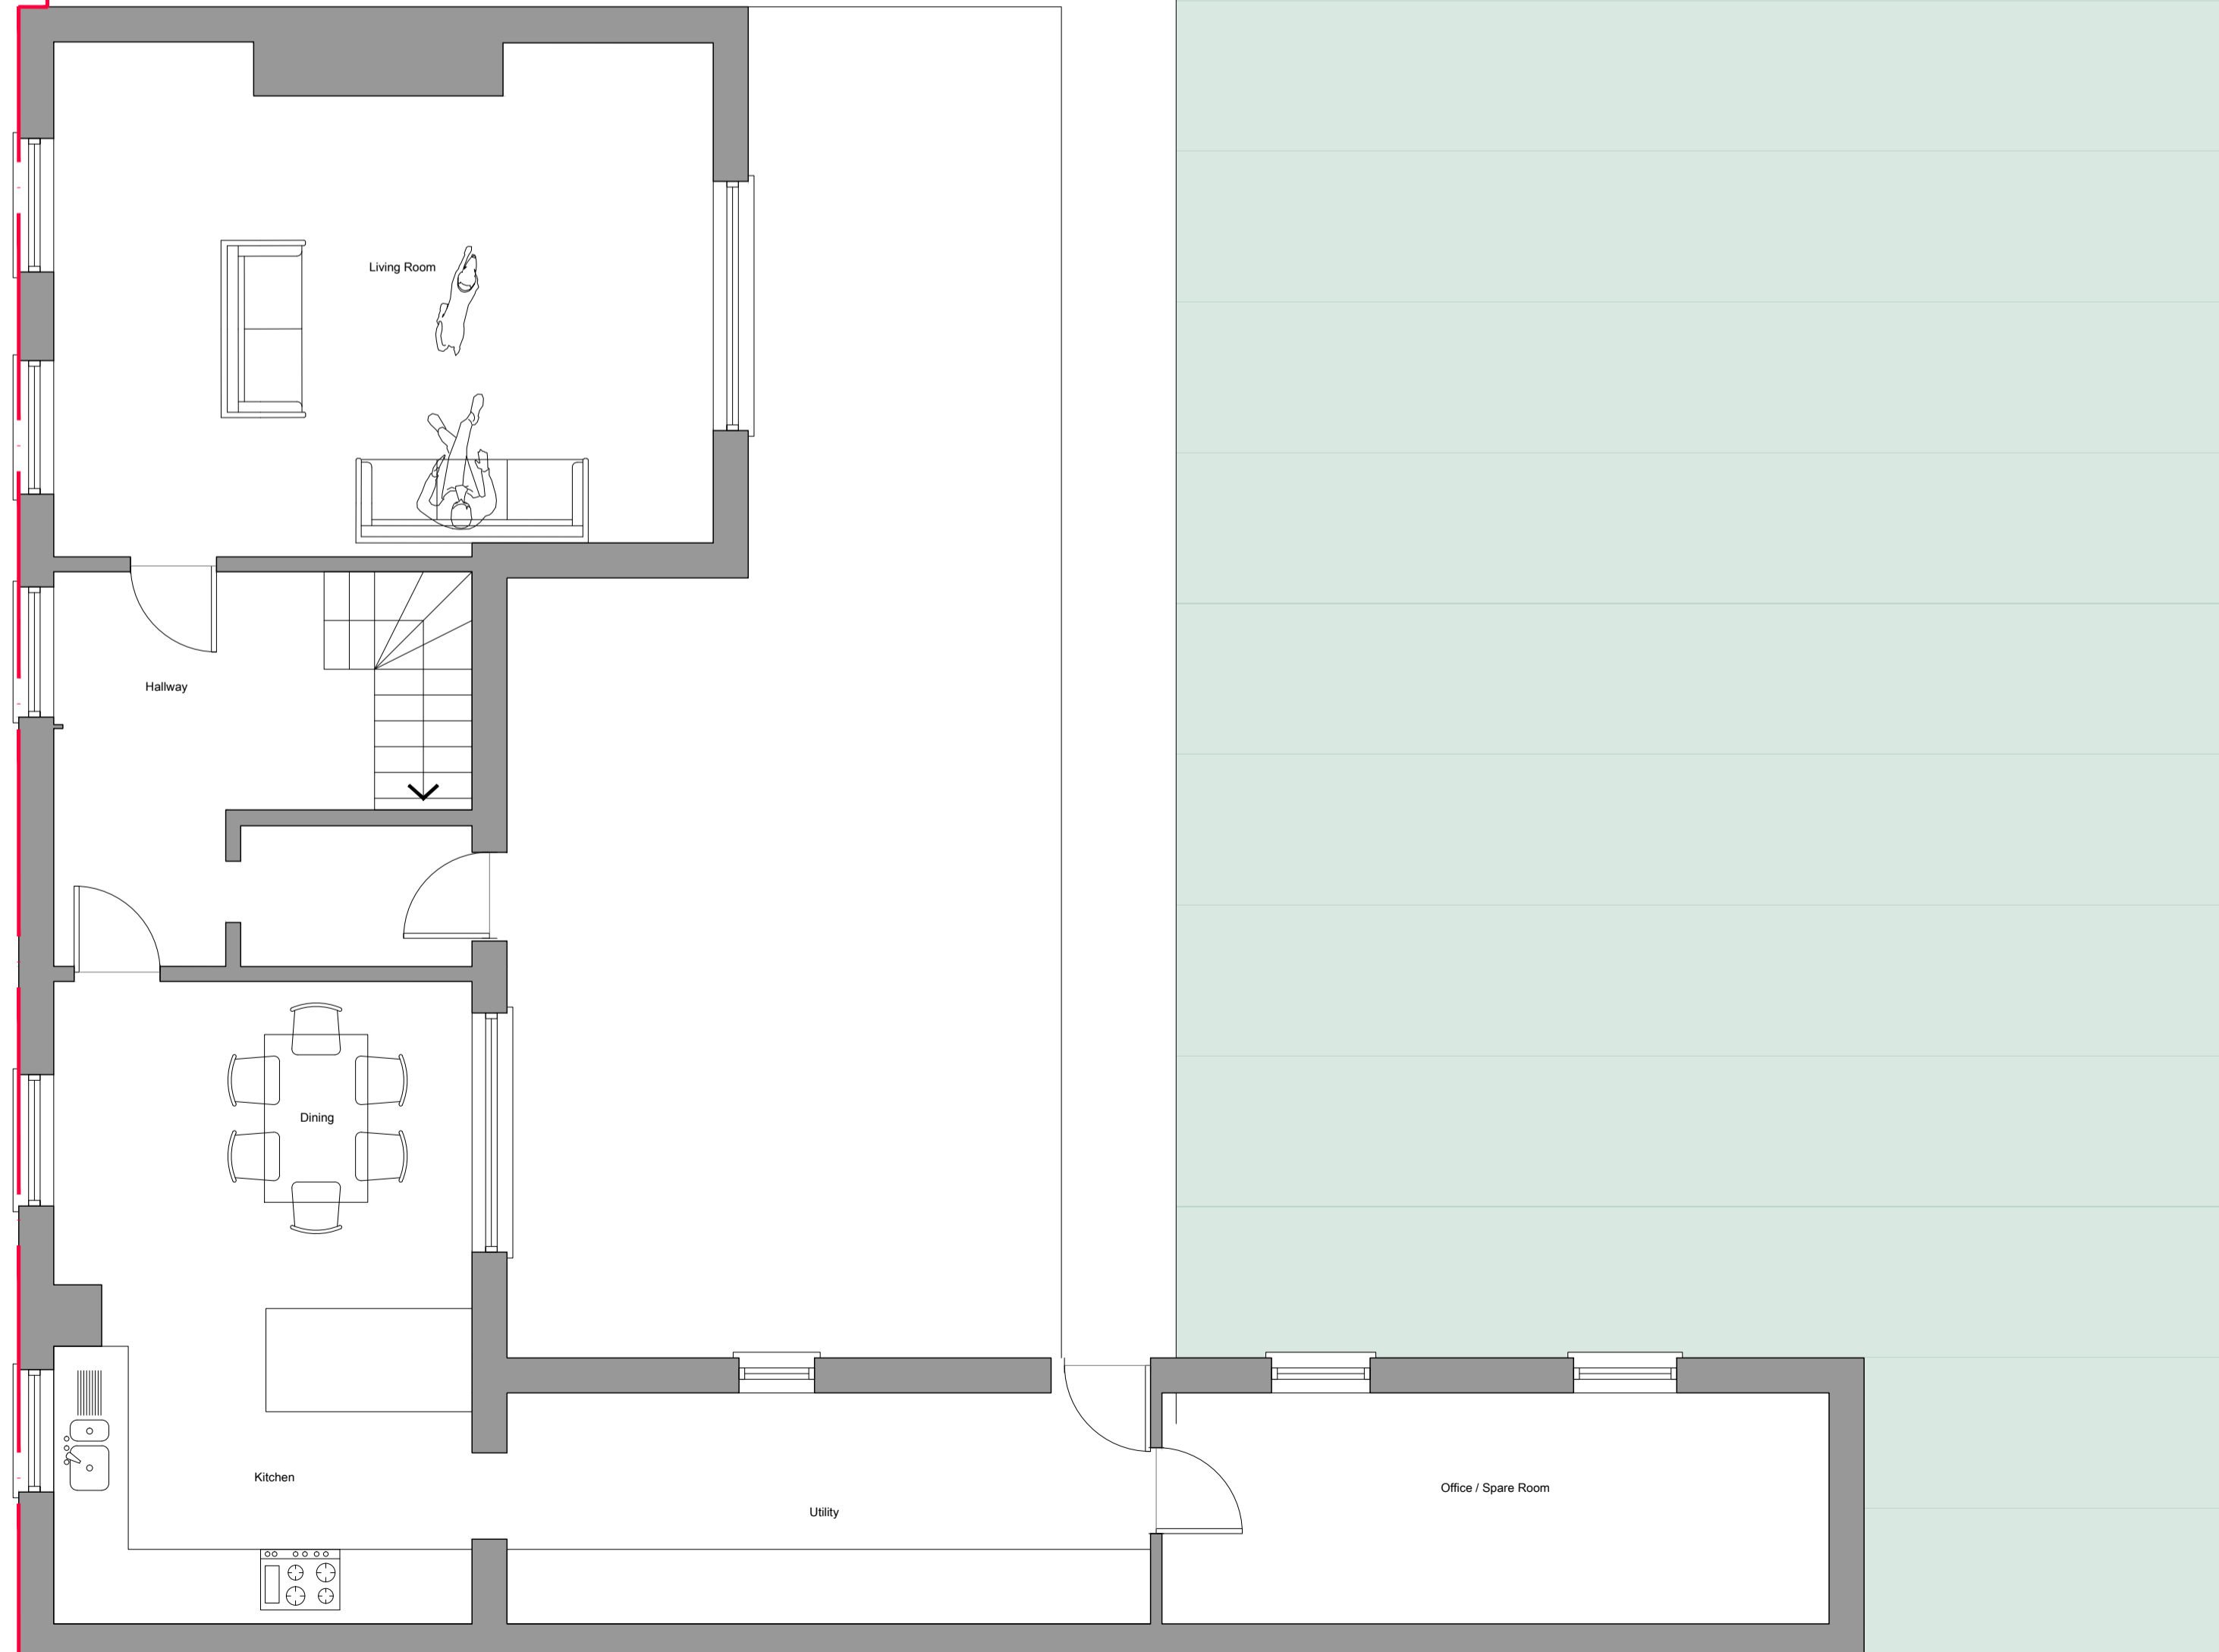 Living Room
Hallway
Dining
Kitchen
Office / Spare Room
Utility